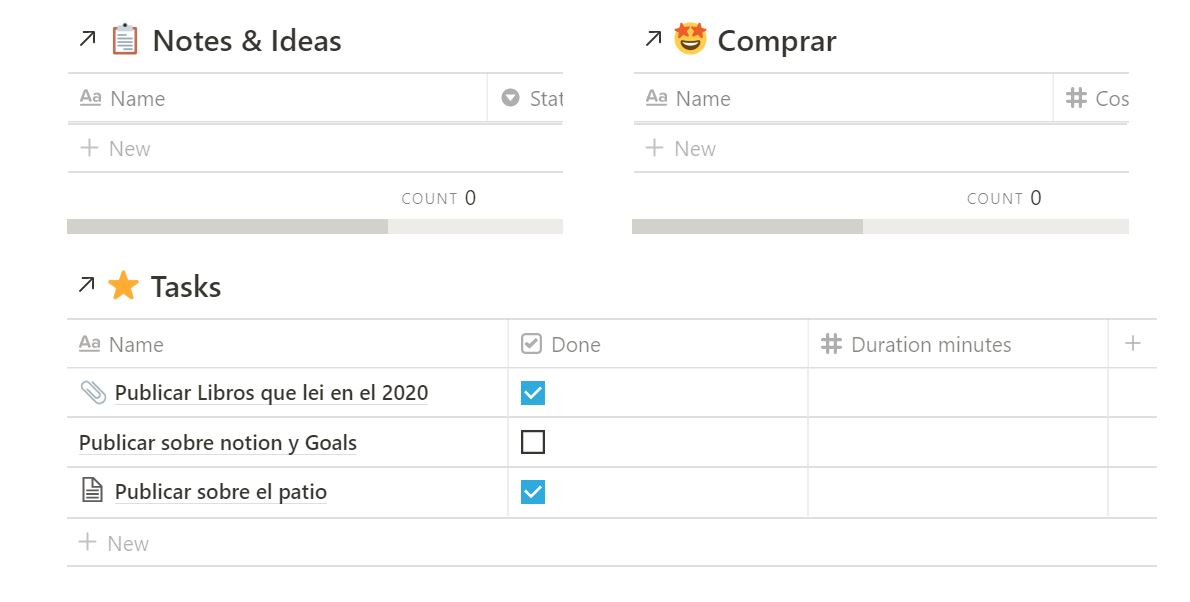 Notes & Ideas
Aa Name Stat
+ New
COUNT 0
Comprar
Aa Name # Cos
+ New
COUNT 0
Tasks
Aa Name Done # Duration minutes +
Publicar Libros que lei en el 2020
Publicar sobre notion y Goals
Publicar sobre el patio
+ New